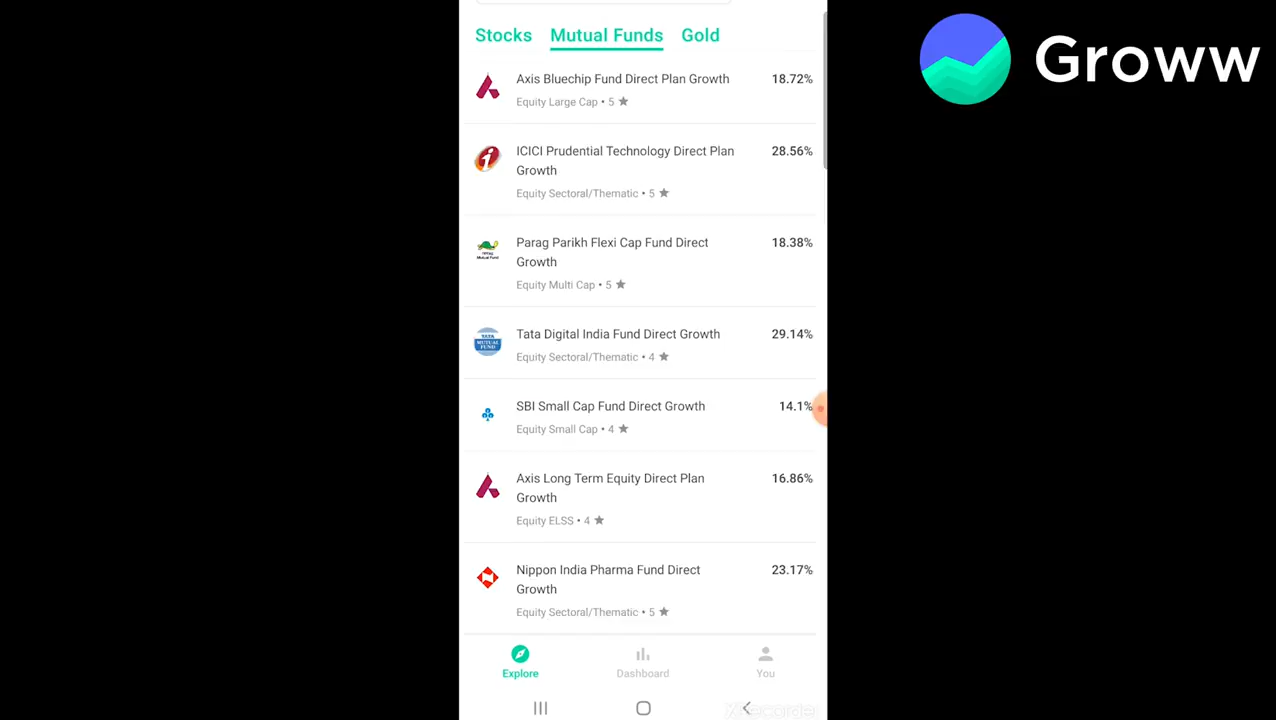 Groww
Stocks Mutual Funds Gold
Axis Bluechip Fund Direct Plan Growth 18.72%
Equity Large Cap • 5 ★
ICICI Prudential Technology Direct Plan 28.56%
Growth
Equity Sectoral/Thematic • 5 ★
Parag Parikh Flexi Cap Fund Direct 18.38%
Growth
Equity Multi Cap • 5 ★
Tata Digital India Fund Direct Growth 29.14%
Equity Sectoral/Thematic • 4 ★
TATA
MUTUAL
FUND
SBI Small Cap Fund Direct Growth 14.1%
Equity Small Cap • 4 ★
Axis Long Term Equity Direct Plan 16.86%
Growth
Equity ELSS • 4 ★
Nippon India Pharma Fund Direct 23.17%
Growth
Equity Sectoral/Thematic • 5 ★
Explore Dashboard You